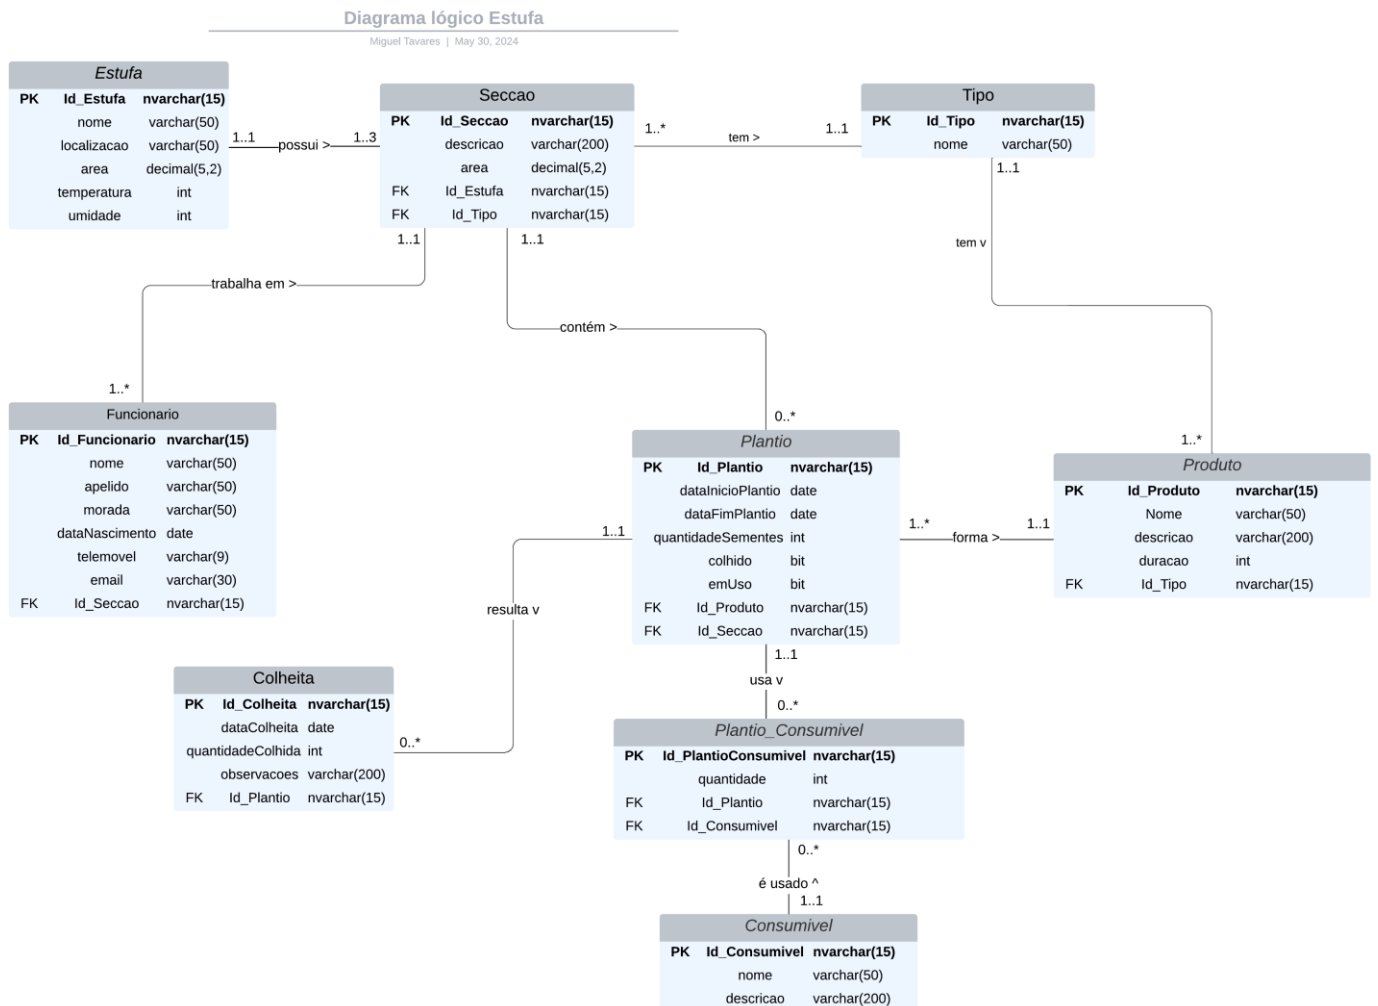 Diagrama lógico Estufa
Miguel Tavares | May 30, 2024
Estufa
PK Id_Estufa nvarchar(15)
nome varchar(50)
localizacao varchar(50)
area decimal(5,2)
temperatura int
umidade int
1..1 possui > 1..3
Seccao
PK Id_Seccao nvarchar(15)
descricao varchar(200)
area decimal(5,2)
FK Id_Estufa nvarchar(15)
FK Id_Tipo nvarchar(15)
1..* tem > 1..1
Tipo
PK Id_Tipo nvarchar(15)
nome varchar(50)
1..1
tem v
1..*
1..1
trabalha em >
1..*
1..1
contém >
0..*
Funcionario
PK Id_Funcionario nvarchar(15)
nome varchar(50)
apelido varchar(50)
morada varchar(50)
dataNascimento date
telemovel varchar(9)
email varchar(30)
FK Id_Seccao nvarchar(15)
Plantio
PK Id_Plantio nvarchar(15)
dataInicioPlantio date
dataFimPlantio date
quantidadeSementes int
colhido bit
emUso bit
FK Id_Produto nvarchar(15)
FK Id_Seccao nvarchar(15)
1..* forma > 1..1
Produto
PK Id_Produto nvarchar(15)
Nome varchar(50)
descricao varchar(200)
duracao int
FK Id_Tipo nvarchar(15)
1..1
resulta v
0..*
Colheita
PK Id_Colheita nvarchar(15)
dataColheita date
quantidadeColhida int
observacoes varchar(200)
FK Id_Plantio nvarchar(15)
1..1
usa v
0..*
Plantio_Consumivel
PK Id_PlantioConsumivel nvarchar(15)
quantidade int
FK Id_Plantio nvarchar(15)
FK Id_Consumivel nvarchar(15)
0..*
é usado ^
1..1
Consumivel
PK Id_Consumivel nvarchar(15)
nome varchar(50)
descricao varchar(200)